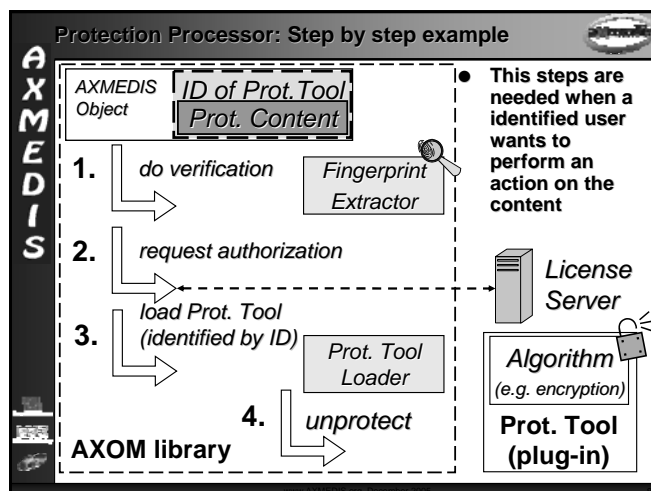 Protection Processor: Step by step example
AXMEDIS
AXMEDIS
Object
ID of Prot.Tool
Prot. Content
1.
do verification
Fingerprint
Extractor
2.
request authorization
3.
load Prot. Tool
(identified by ID)
Prot. Tool
Loader
4.
unprotect
AXOM library
● This steps are
needed when a
identified user
wants to
perform an
action on the
content
License
Server
Algorithm
(e.g. encryption)
Prot. Tool
(plug-in)